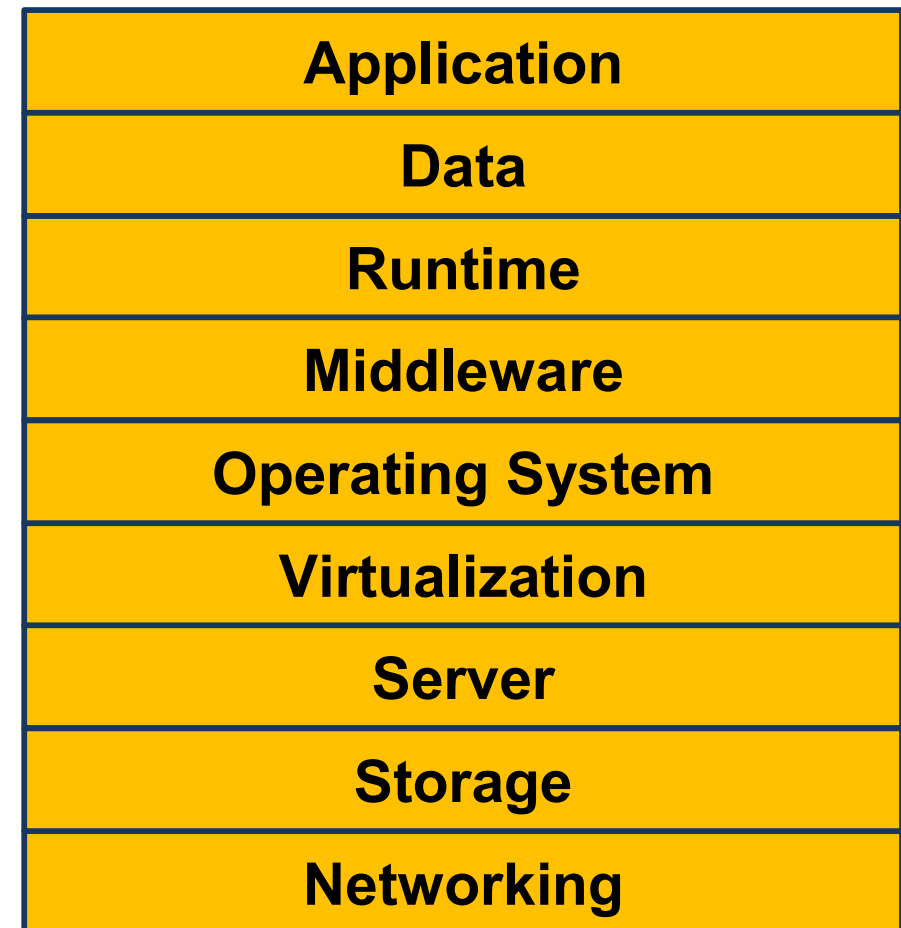 Application
Data
Runtime
Middleware
Operating System
Virtualization
Server
Storage
Networking